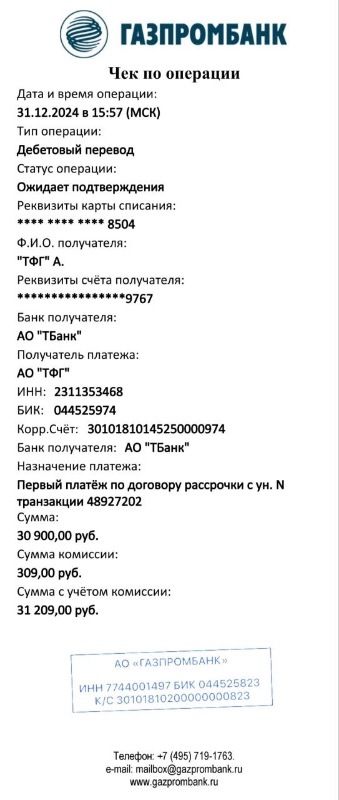 ГАЗПРОМБАНК
Чек по операции
Дата и время операции:
31.12.2024 в 15:57 (МСК)
Тип операции:
Дебетовый перевод
Статус операции:
Ожидает подтверждения
Реквизиты карты списания:
**** **** **** 8504
Ф.И.О. получателя:
"ТФГ" А.
Реквизиты счёта получателя:
****************9767
Банк получателя:
АО "ТБанк"
Получатель платежа:
АО "ТФГ"
ИНН: 2311353468
БИК: 044525974
Корр.Счёт: 30101810145250000974
Банк получателя: АО "ТБанк"
Назначение платежа:
Первый платёж по договору рассрочки с ун. N
транзакции 48927202
Сумма:
30 900,00 руб.
Сумма комиссии:
309,00 руб.
Сумма с учётом комиссии:
31 209,00 руб.
АО «ГАЗПРОМБАНК»
ИНН 7744001497 БИК 044525823
К/С 30101810200000000823
Телефон: +7 (495) 719-1763.
e-mail: mailbox@gazprombank.ru
www.gazprombank.ru